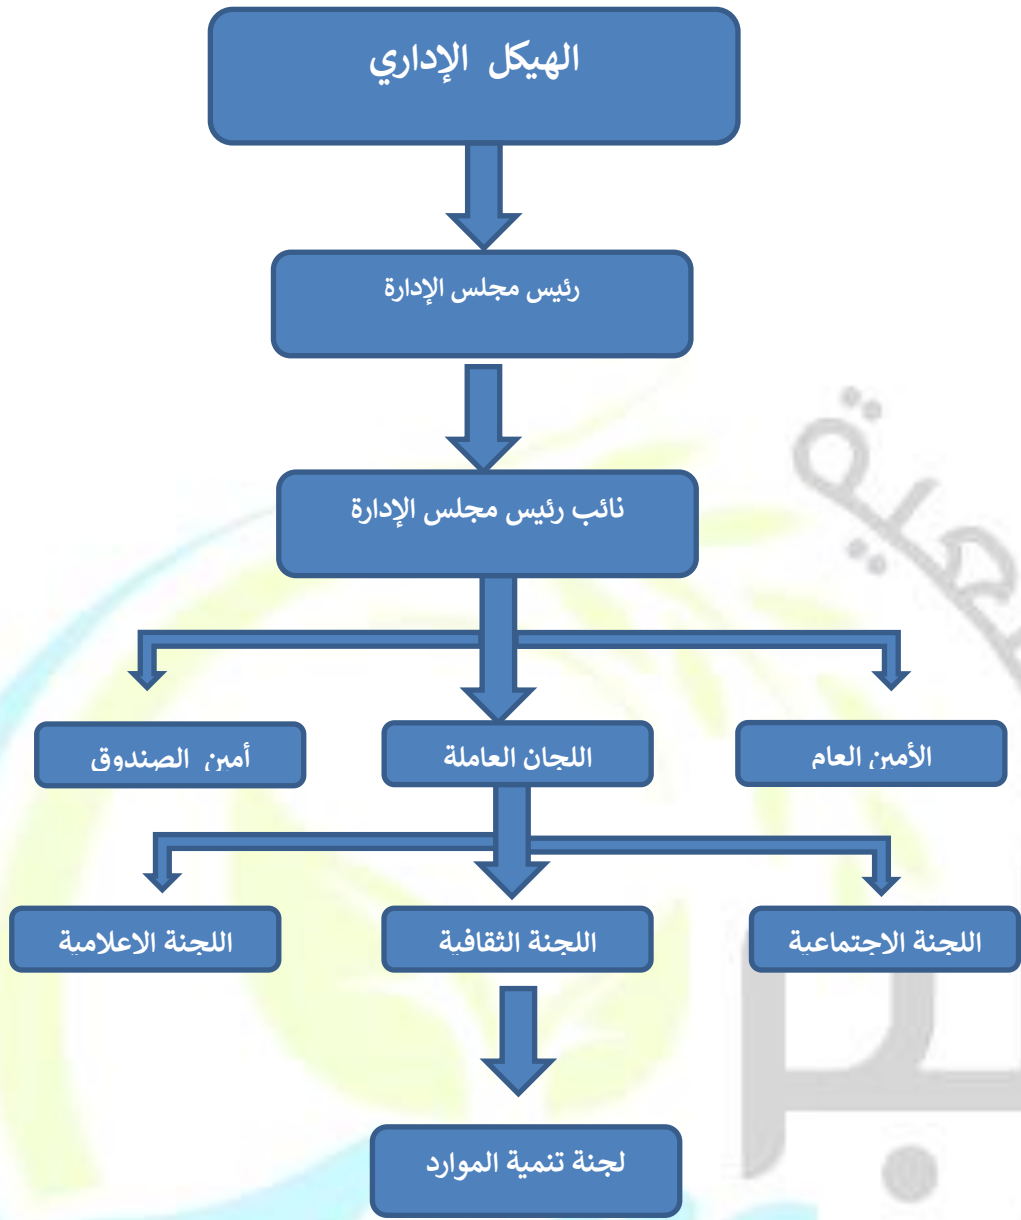 الهيكل الإداري
رئيس مجلس الإدارة
نائب رئيس مجلس الإدارة
الأمين العام
اللجان العاملة
أمين الصندوق
اللجنة الاجتماعية
اللجنة الثقافية
اللجنة الاعلامية
لجنة تنمية الموارد